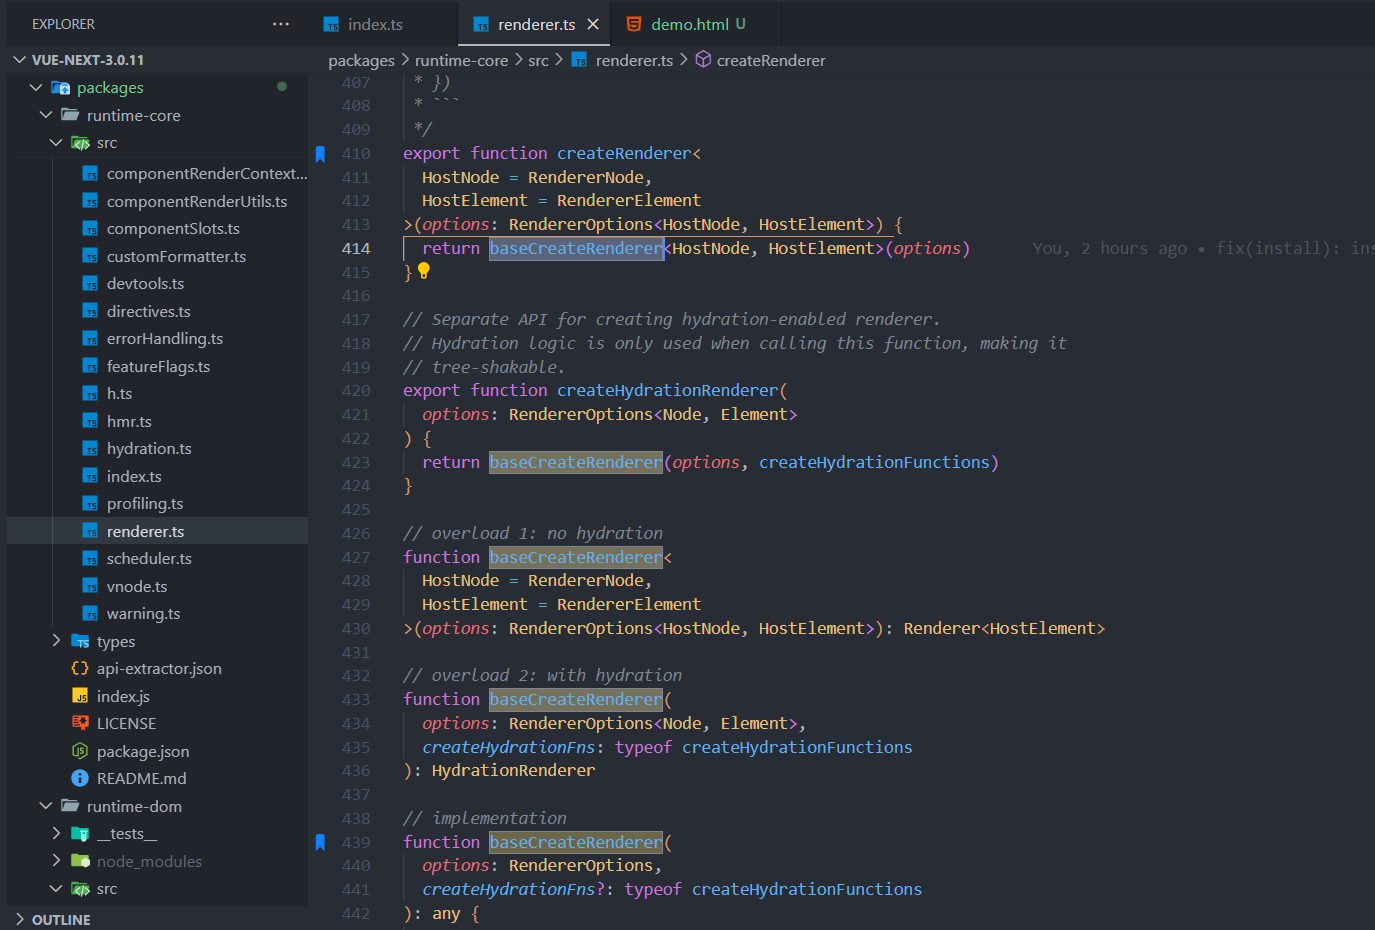 EXPLORER
···
index.ts
renderer.ts
demo.html U
VUE-NEXT-3.0.11
packages
runtime-core
src
componentRenderContext...
componentRenderUtils.ts
componentSlots.ts
customFormatter.ts
devtools.ts
directives.ts
errorHandling.ts
featureFlags.ts
h.ts
hmr.ts
hydration.ts
index.ts
profiling.ts
renderer.ts
scheduler.ts
vnode.ts
warning.ts
types
api-extractor.json
index.js
LICENSE
package.json
README.md
runtime-dom
__tests__
node_modules
src
OUTLINE
packages > runtime-core > src > renderer.ts > createRenderer
407 * })
408 * ```
409 */
410 export function createRenderer<
411 HostNode = RendererNode,
412 HostElement = RendererElement
413 >(options: RendererOptions<HostNode, HostElement>) {
414 return baseCreateRenderer<HostNode, HostElement>(options) You, 2 hours ago • fix(install): ins
415 }
416
417 // Separate API for creating hydration-enabled renderer.
418 // Hydration logic is only used when calling this function, making it
419 // tree-shakable.
420 export function createHydrationRenderer(
421 options: RendererOptions<Node, Element>
422 ) {
423 return baseCreateRenderer(options, createHydrationFunctions)
424 }
425
426 // overload 1: no hydration
427 function baseCreateRenderer<
428 HostNode = RendererNode,
429 HostElement = RendererElement
430 >(options: RendererOptions<HostNode, HostElement>): Renderer<HostElement>
431
432 // overload 2: with hydration
433 function baseCreateRenderer(
434 options: RendererOptions<Node, Element>,
435 createHydrationFns: typeof createHydrationFunctions
436 ): HydrationRenderer
437
438 // implementation
439 function baseCreateRenderer(
440 options: RendererOptions,
441 createHydrationFns?: typeof createHydrationFunctions
442 ): any {